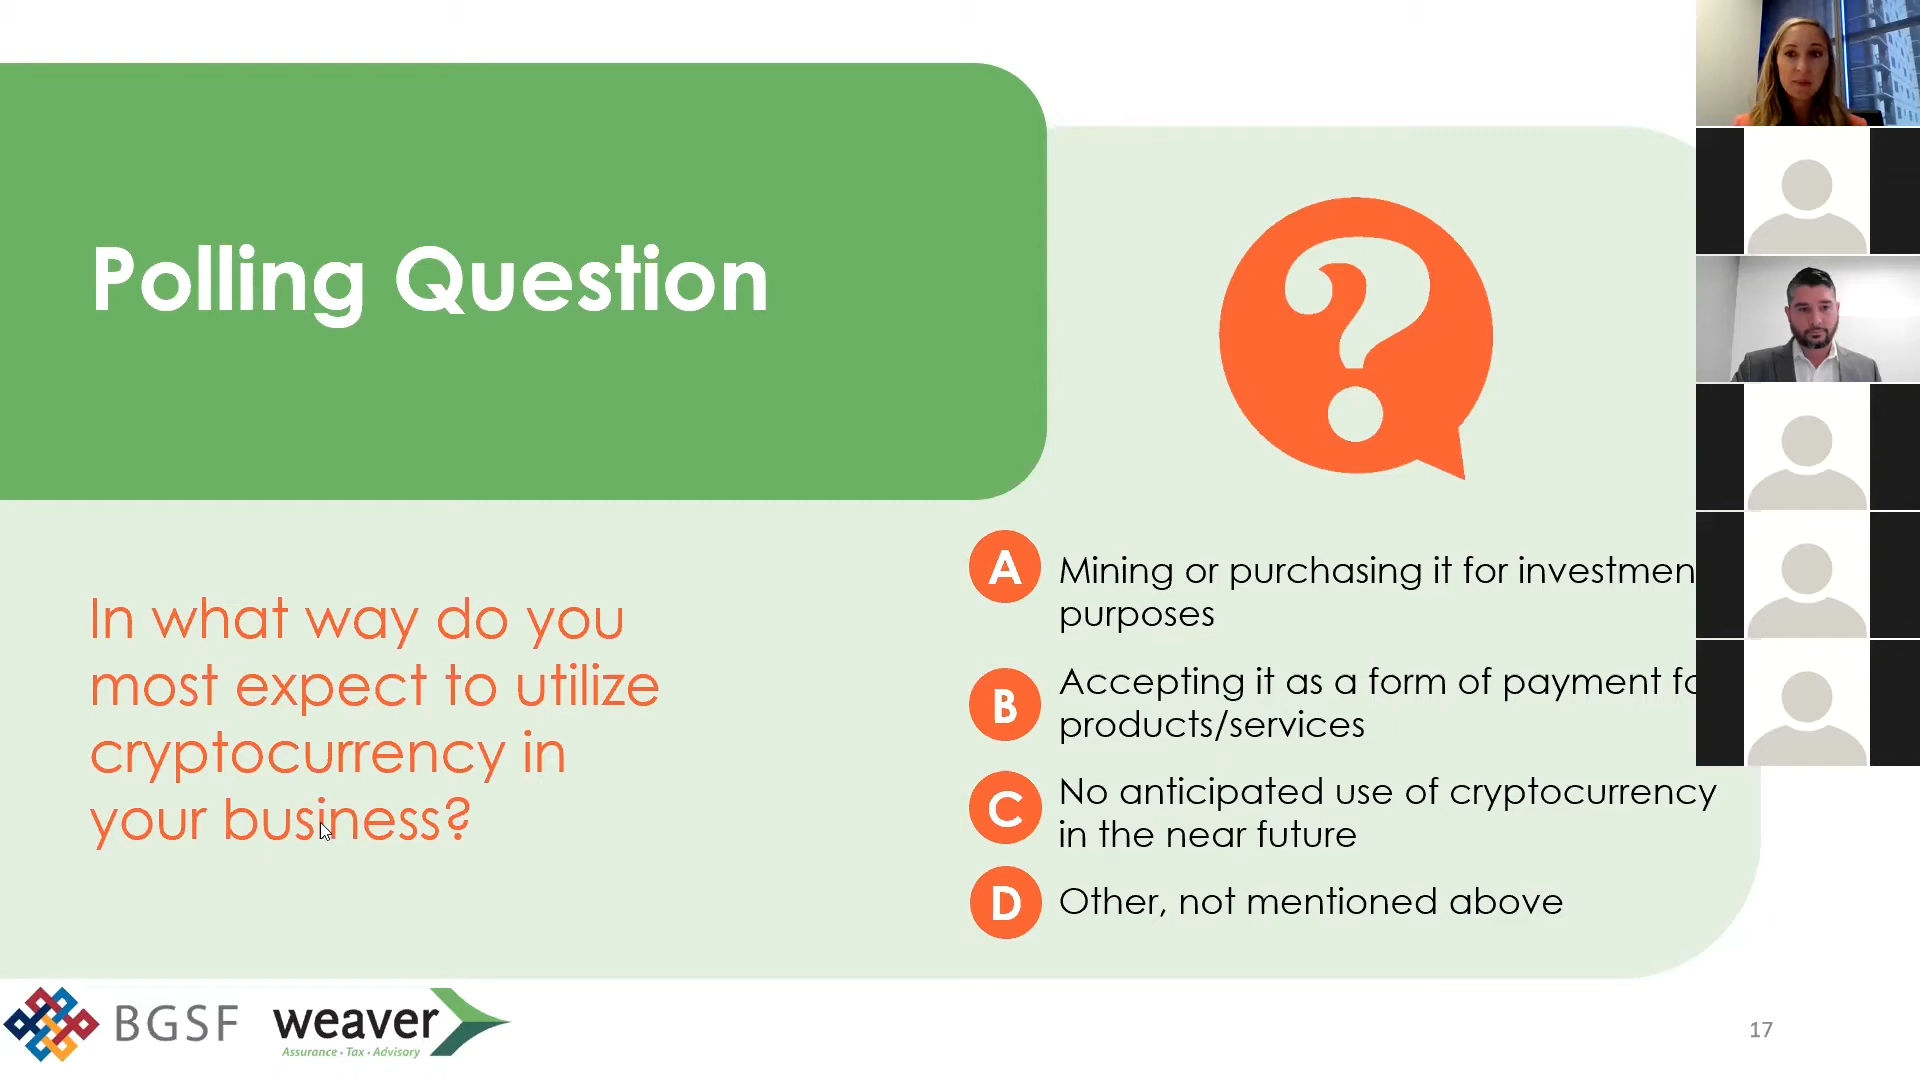 Polling Question
In what way do you
most expect to utilize
cryptocurrency in
your business?
A Mining or purchasing it for investmen
purposes
B Accepting it as a form of payment fo
products/services
C No anticipated use of cryptocurrency
in the near future
D Other, not mentioned above
BGSF
weaver
Assurance • Tax • Advisory
17